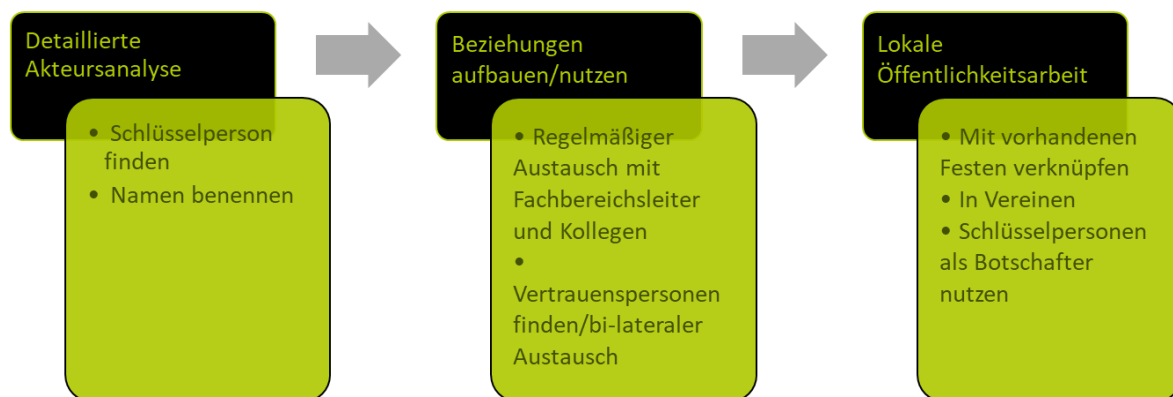 Detaillierte
Akteursanalyse
• Schlüsselperson
finden
• Namen benennen
Beziehungen
aufbauen/nutzen
• Regelmäßiger
Austausch mit
Fachbereichsleiter
und Kollegen
•
Vertrauenspersonen
finden/bi-lateraler
Austausch
Lokale
Öffentlichkeitsarbeit
• Mit vorhandenen
Festen verknüpfen
• In Vereinen
• Schlüsselpersonen
als Botschafter
nutzen